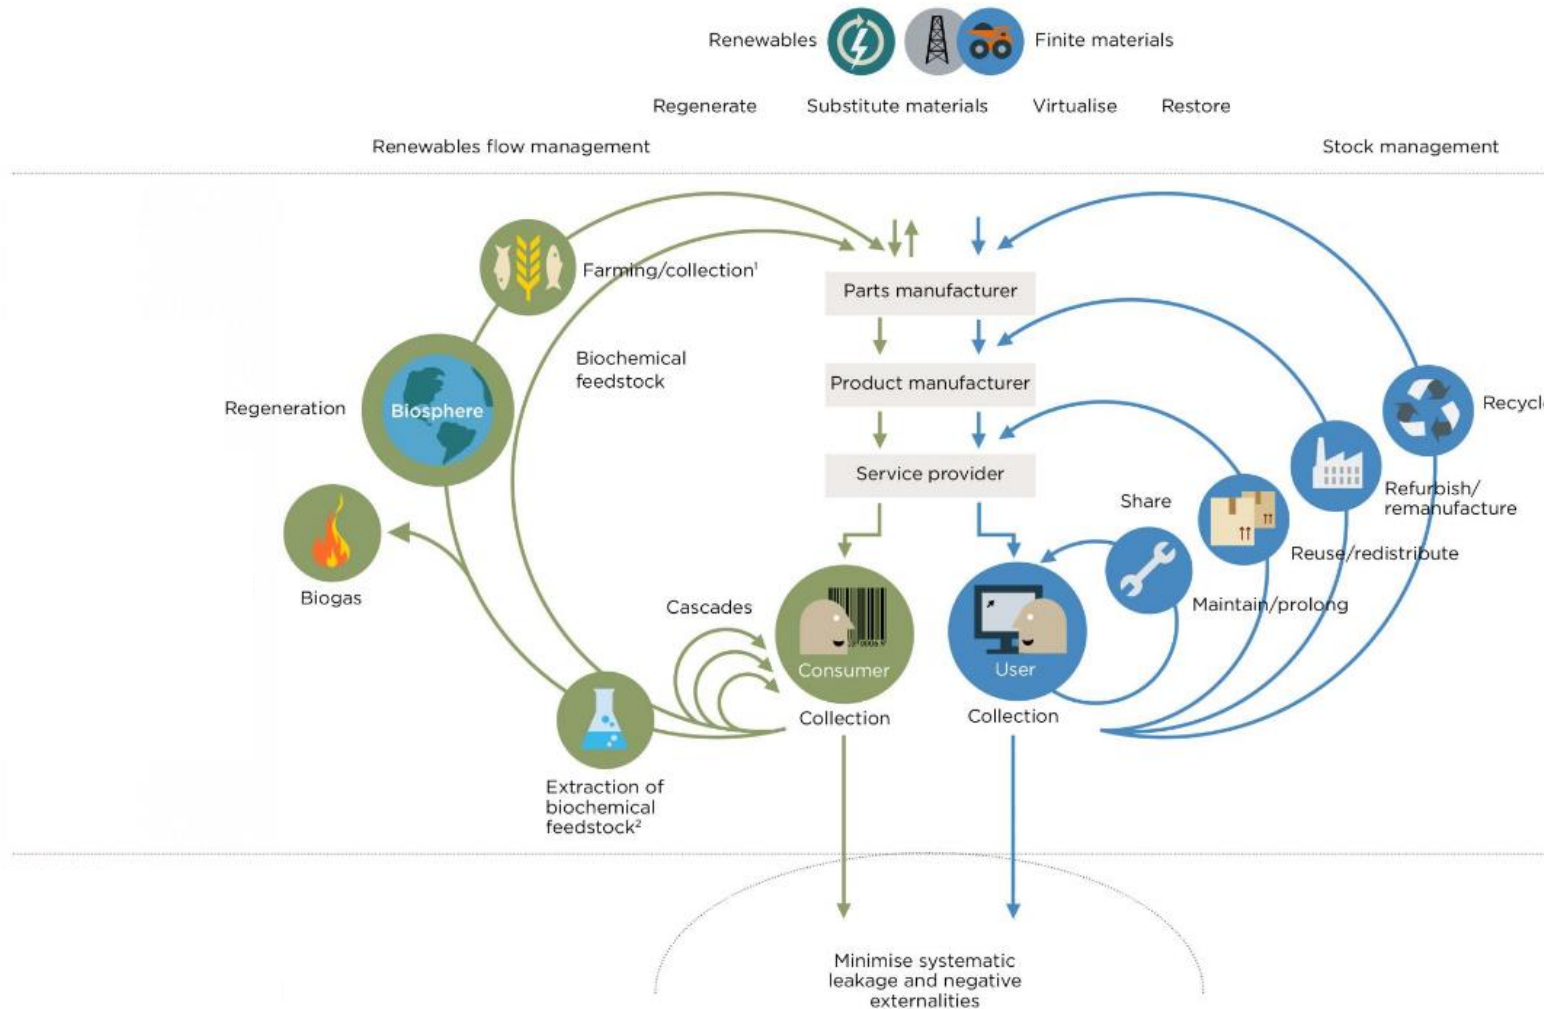 Renewables
Finite materials
Regenerate
Substitute materials
Virtualise
Restore
Renewables flow management
Stock management
Farming/collection¹
Parts manufacturer
Biochemical
feedstock
Product manufacturer
Regeneration
Biosphere
Recycle
Service provider
Share
Refurbish/
remanufacture
Reuse/redistribute
Biogas
Cascades
Maintain/prolong
Consumer
User
Collection
Collection
Extraction of
biochemical
feedstock²
Minimise systematic
leakage and negative
externalities